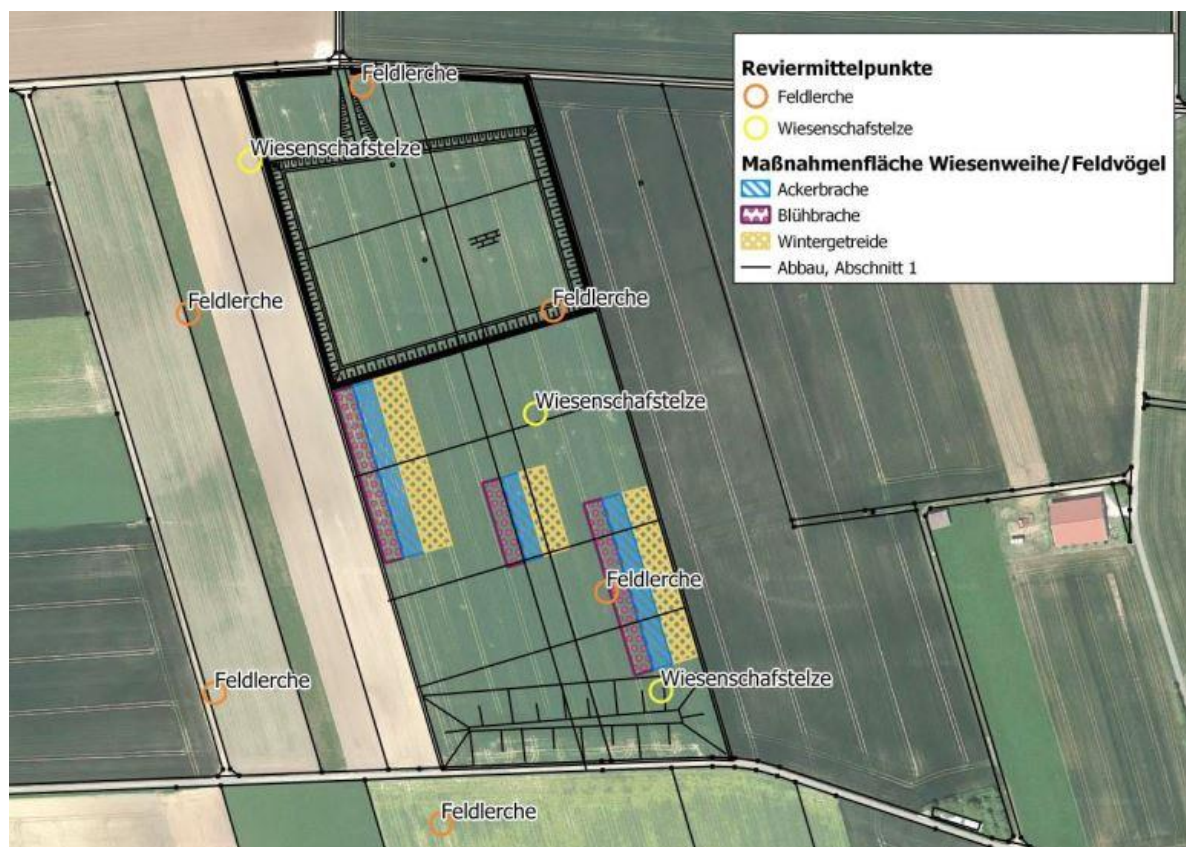 Feldlerche
Wiesenschafstelze
Feldlerche
Feldlerche
Wiesenschafstelze
Feldlerche
Wiesenschafstelze
Feldlerche
Feldlerche
Reviermittelpunkte
Feldlerche
Wiesenschafstelze
Maßnahmenfläche Wiesenweihe/Feldvögel
Ackerbrache
Blühbrache
Wintergetreide
Abbau, Abschnitt 1